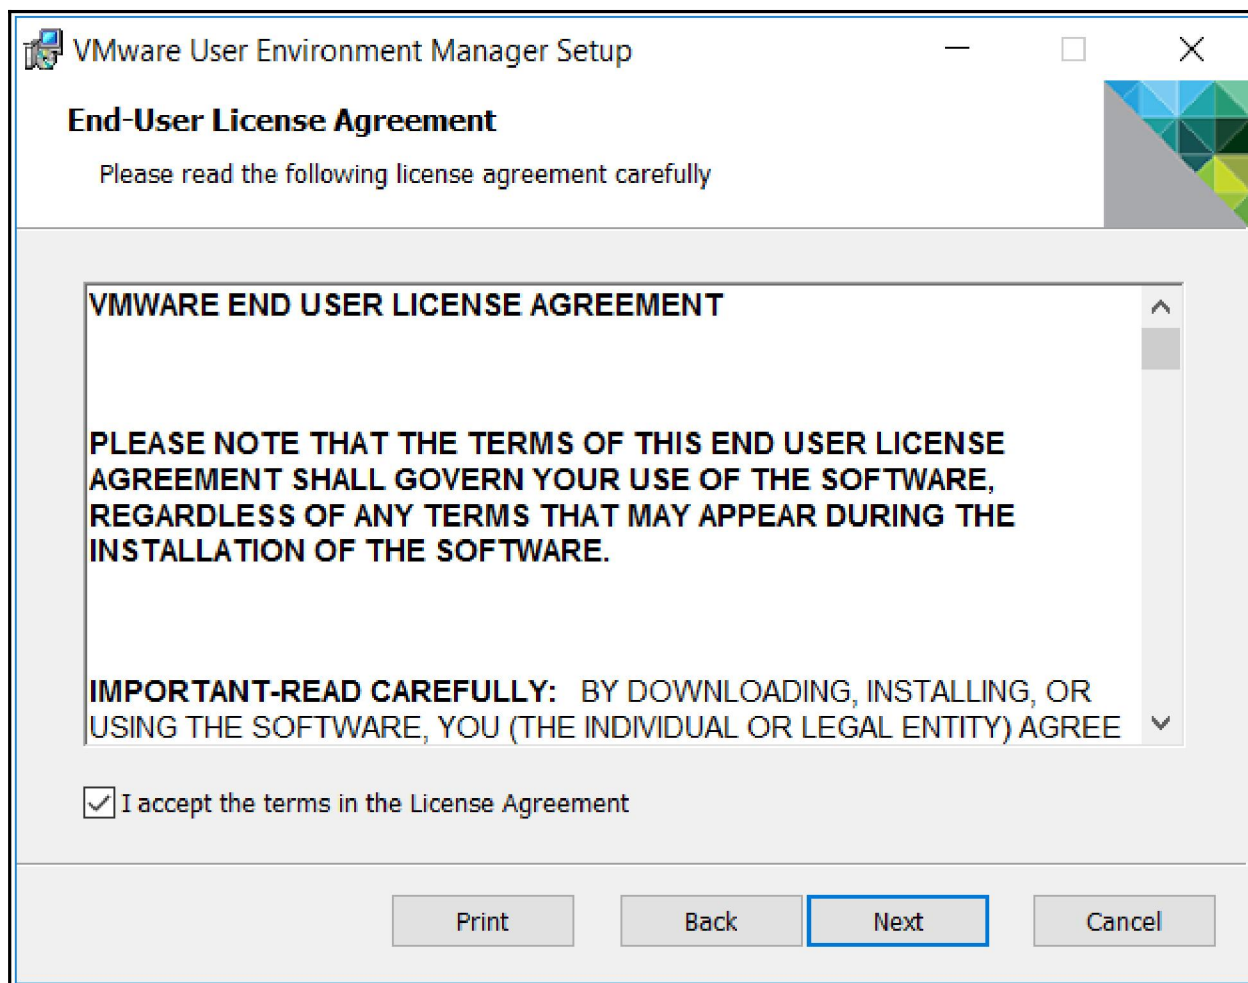 VMware User Environment Manager Setup
End-User License Agreement
Please read the following license agreement carefully
VMWARE END USER LICENSE AGREEMENT
PLEASE NOTE THAT THE TERMS OF THIS END USER LICENSE
AGREEMENT SHALL GOVERN YOUR USE OF THE SOFTWARE,
REGARDLESS OF ANY TERMS THAT MAY APPEAR DURING THE
INSTALLATION OF THE SOFTWARE.
IMPORTANT-READ CAREFULLY: BY DOWNLOADING, INSTALLING, OR
USING THE SOFTWARE, YOU (THE INDIVIDUAL OR LEGAL ENTITY) AGREE
I accept the terms in the License Agreement
Print Back Next Cancel